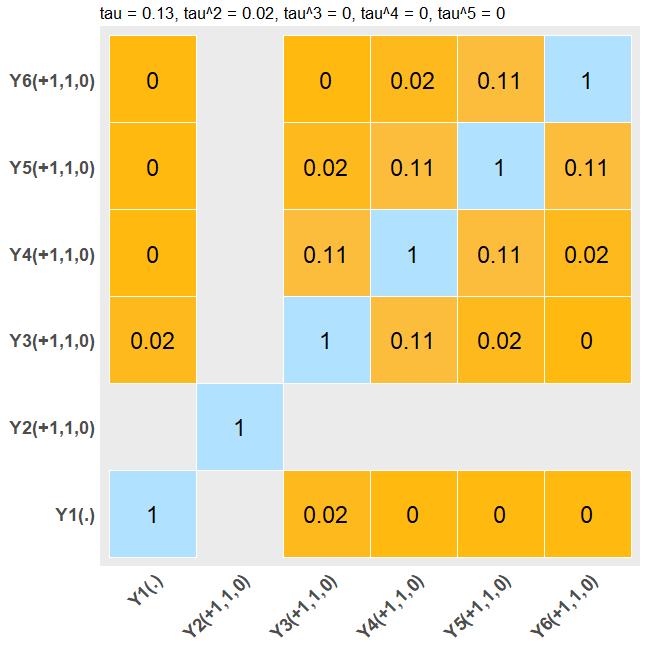 tau = 0.13, tau^2 = 0.02, tau^3 = 0, tau^4 = 0, tau^5 = 0
Y6(+1,1,0) 0 0 0.02 0.11 1
Y5(+1,1,0) 0 0.02 0.11 1 0.11
Y4(+1,1,0) 0 0.11 1 0.11 0.02
Y3(+1,1,0) 0.02 1 0.11 0.02 0
Y2(+1,1,0) 1
Y1(.) 1 0.02 0 0 0
Y1(.) Y2(+1,1,0) Y3(+1,1,0) Y4(+1,1,0) Y5(+1,1,0) Y6(+1,1,0)